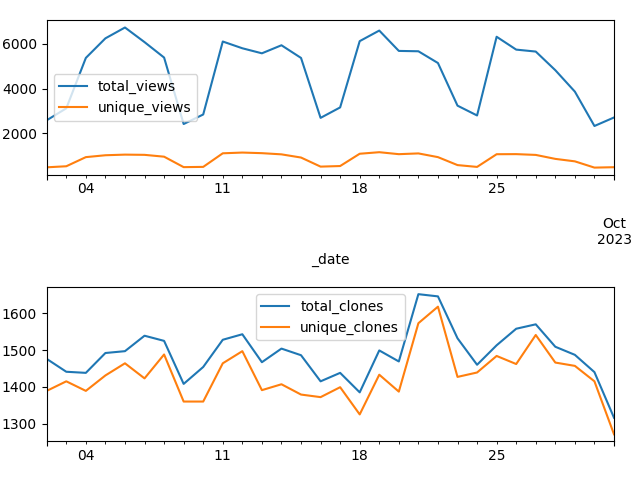 6000
4000
2000
total_views
unique_views
04
11
18
25
Oct
2023
_date
1600
1500
1400
1300
total_clones
unique_clones
04
11
18
25